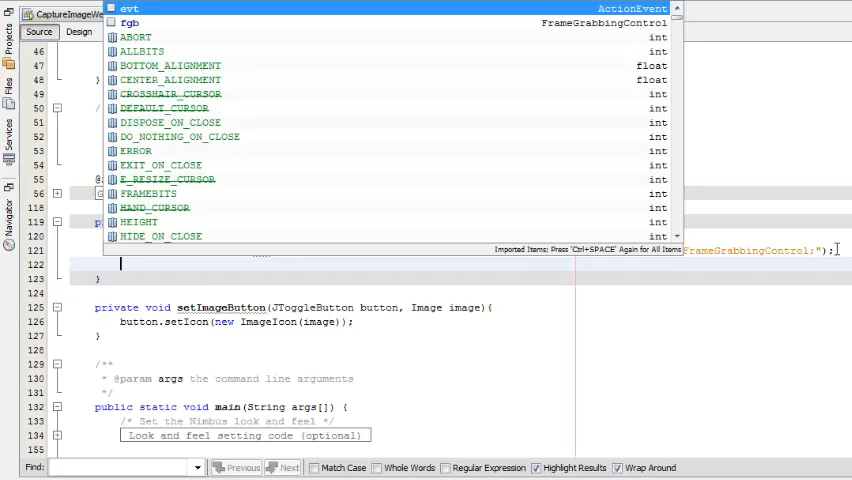 CaptureImageWe
Source Design
Projects
Files
Services
Navigator
evt ActionEvent
fgb FrameGrabbingControl
ABORT int
ALLBITS int
BOTTOM_ALIGNMENT float
CENTER_ALIGNMENT float
CROSSHAIR_CURSOR int
DEFAULT_CURSOR int
DISPOSE_ON_CLOSE int
DO_NOTHING_ON_CLOSE int
ERROR int
EXIT_ON_CLOSE int
E_RESIZE_CURSOR int
FRAMEBITS int
HAND_CURSOR int
HEIGHT int
HIDE_ON_CLOSE int
Imported Items; Press 'Ctrl+SPACE' Again for All Items
46
47
48 }
49
50 /
51
52
53
54
55 @
56 G
118
119 p
120
121 FrameGrabbingControl;");
122
123 }
124
125 private void setImageButton(JToggleButton button, Image image){
126 button.setIcon(new ImageIcon(image));
127 }
128
129 /**
130 * @param args the command line arguments
131 */
132 public static void main(String args[]) {
133 /* Set the Nimbus look and feel */
134 Look and feel setting code (optional)
155
Find: Previous Next Match Case Whole Words Regular Expression Highlight Results Wrap Around